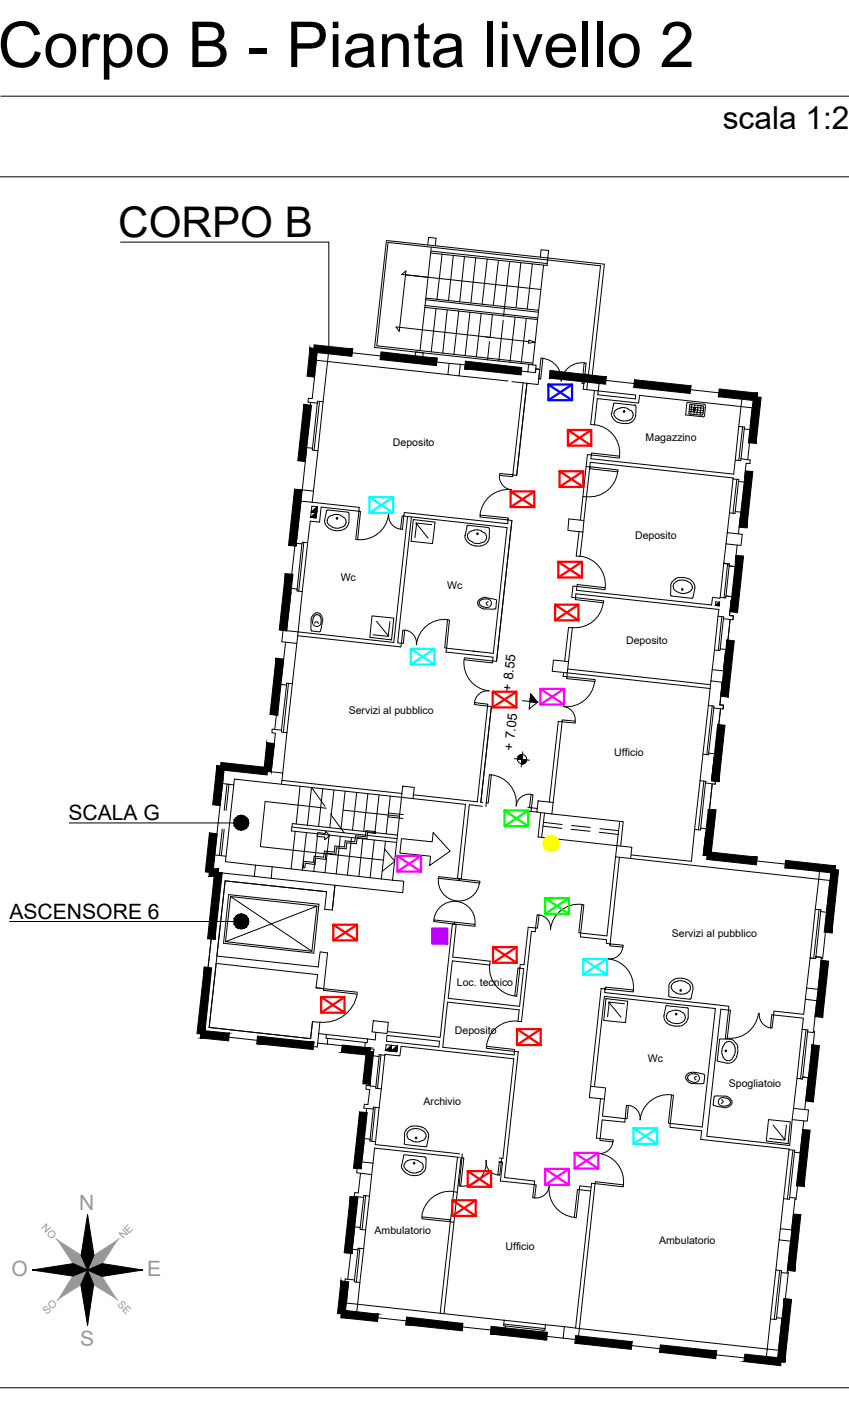 Corpo B - Pianta livello 2
scala 1:2
CORPO B
Deposito
Magazzino
Deposito
Wc
Wc
Deposito
+ 8.55
+ 7.05
Servizi al pubblico
Ufficio
SCALA G
ASCENSORE 6
Servizi al pubblico
Loc. tecnico
Deposito
Wc
Spogliatoio
Archivio
Ambulatorio
Ufficio
Ambulatorio
N
NO
NE
O
E
SO
SE
S